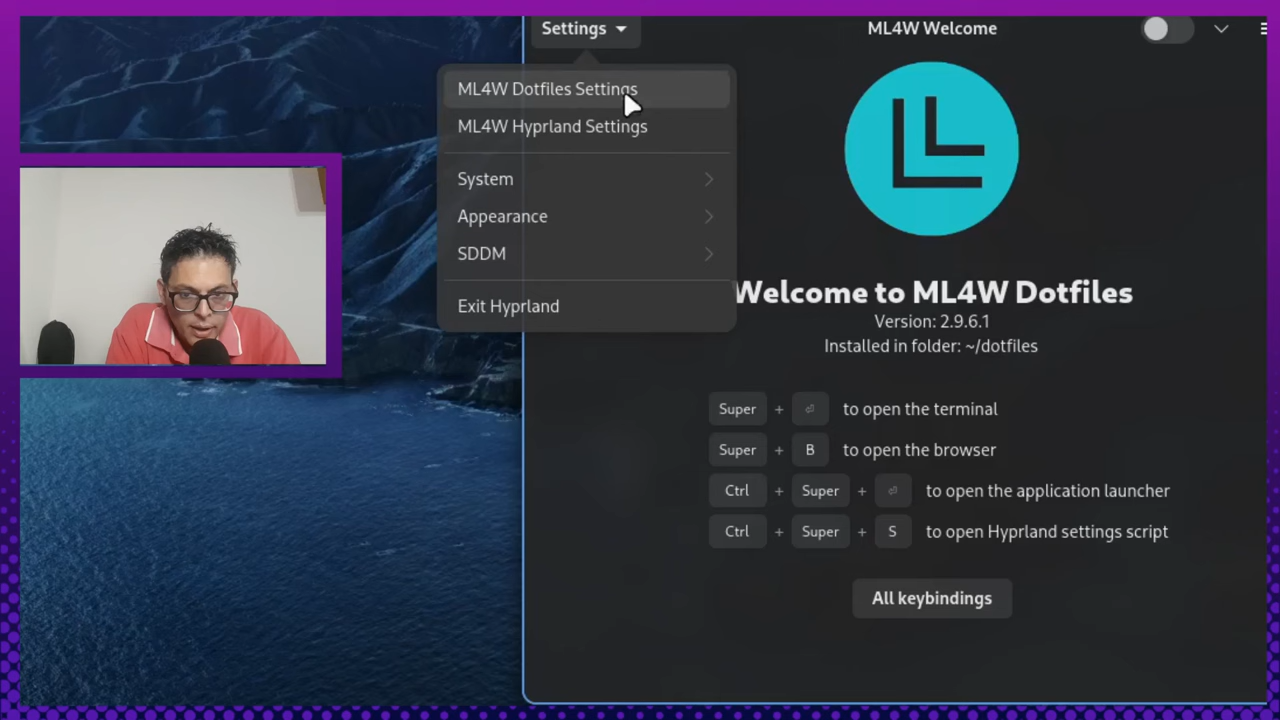 Settings
ML4W Welcome
ML4W Dotfiles Settings
ML4W Hyprland Settings
System
Appearance
SDDM
Exit Hyprland
Welcome to ML4W Dotfiles
Version: 2.9.6.1
Installed in folder: ~/dotfiles
Super + ⏎ to open the terminal
Super + B to open the browser
Ctrl + Super + ⏎ to open the application launcher
Ctrl + Super + S to open Hyprland settings script
All keybindings